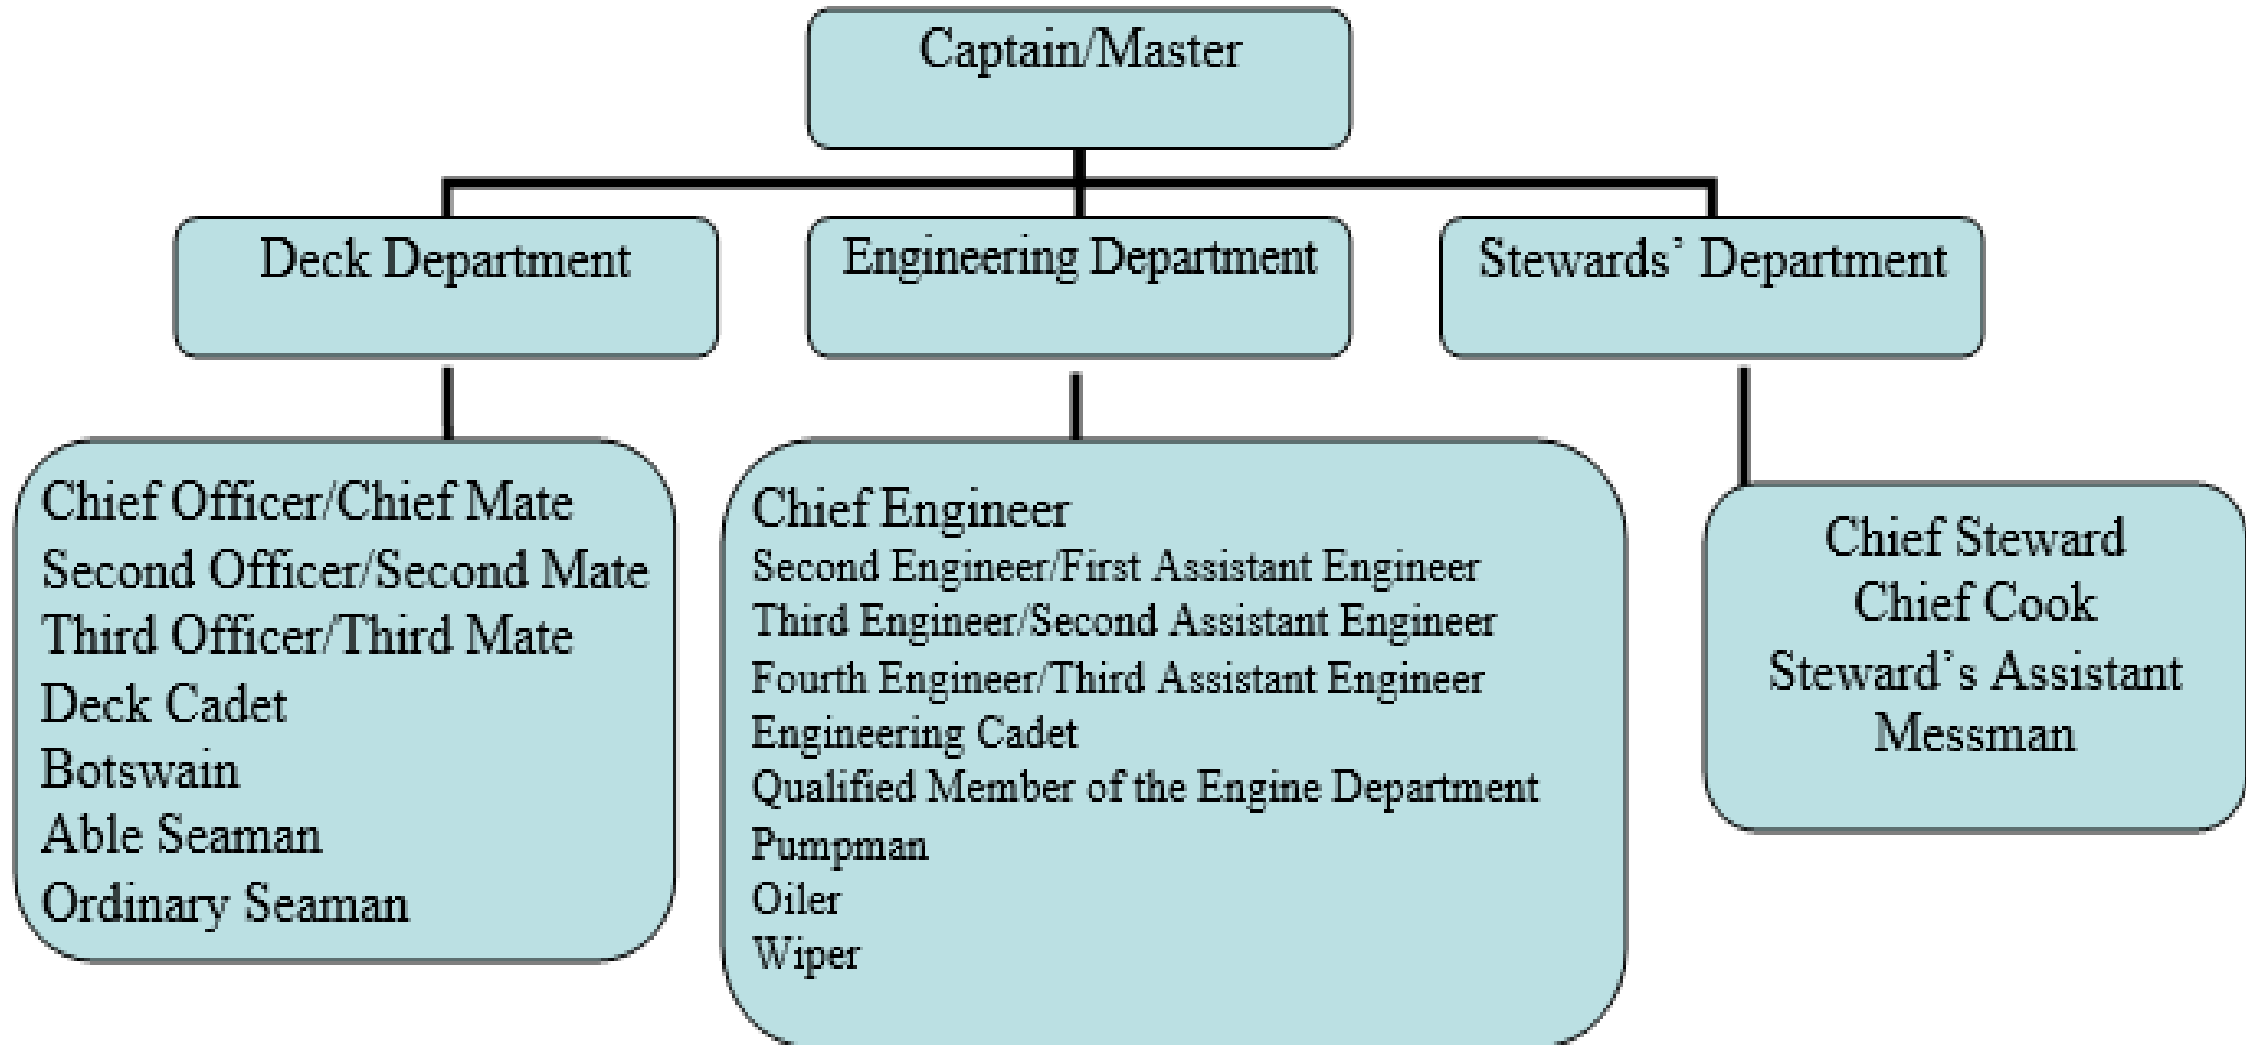 Captain/Master
Deck Department
Engineering Department
Stewards’ Department
Chief Officer/Chief Mate
Second Officer/Second Mate
Third Officer/Third Mate
Deck Cadet
Botswain
Able Seaman
Ordinary Seaman
Chief Engineer
Second Engineer/First Assistant Engineer
Third Engineer/Second Assistant Engineer
Fourth Engineer/Third Assistant Engineer
Engineering Cadet
Qualified Member of the Engine Department
Pumpman
Oiler
Wiper
Chief Steward
Chief Cook
Steward’s Assistant
Messman